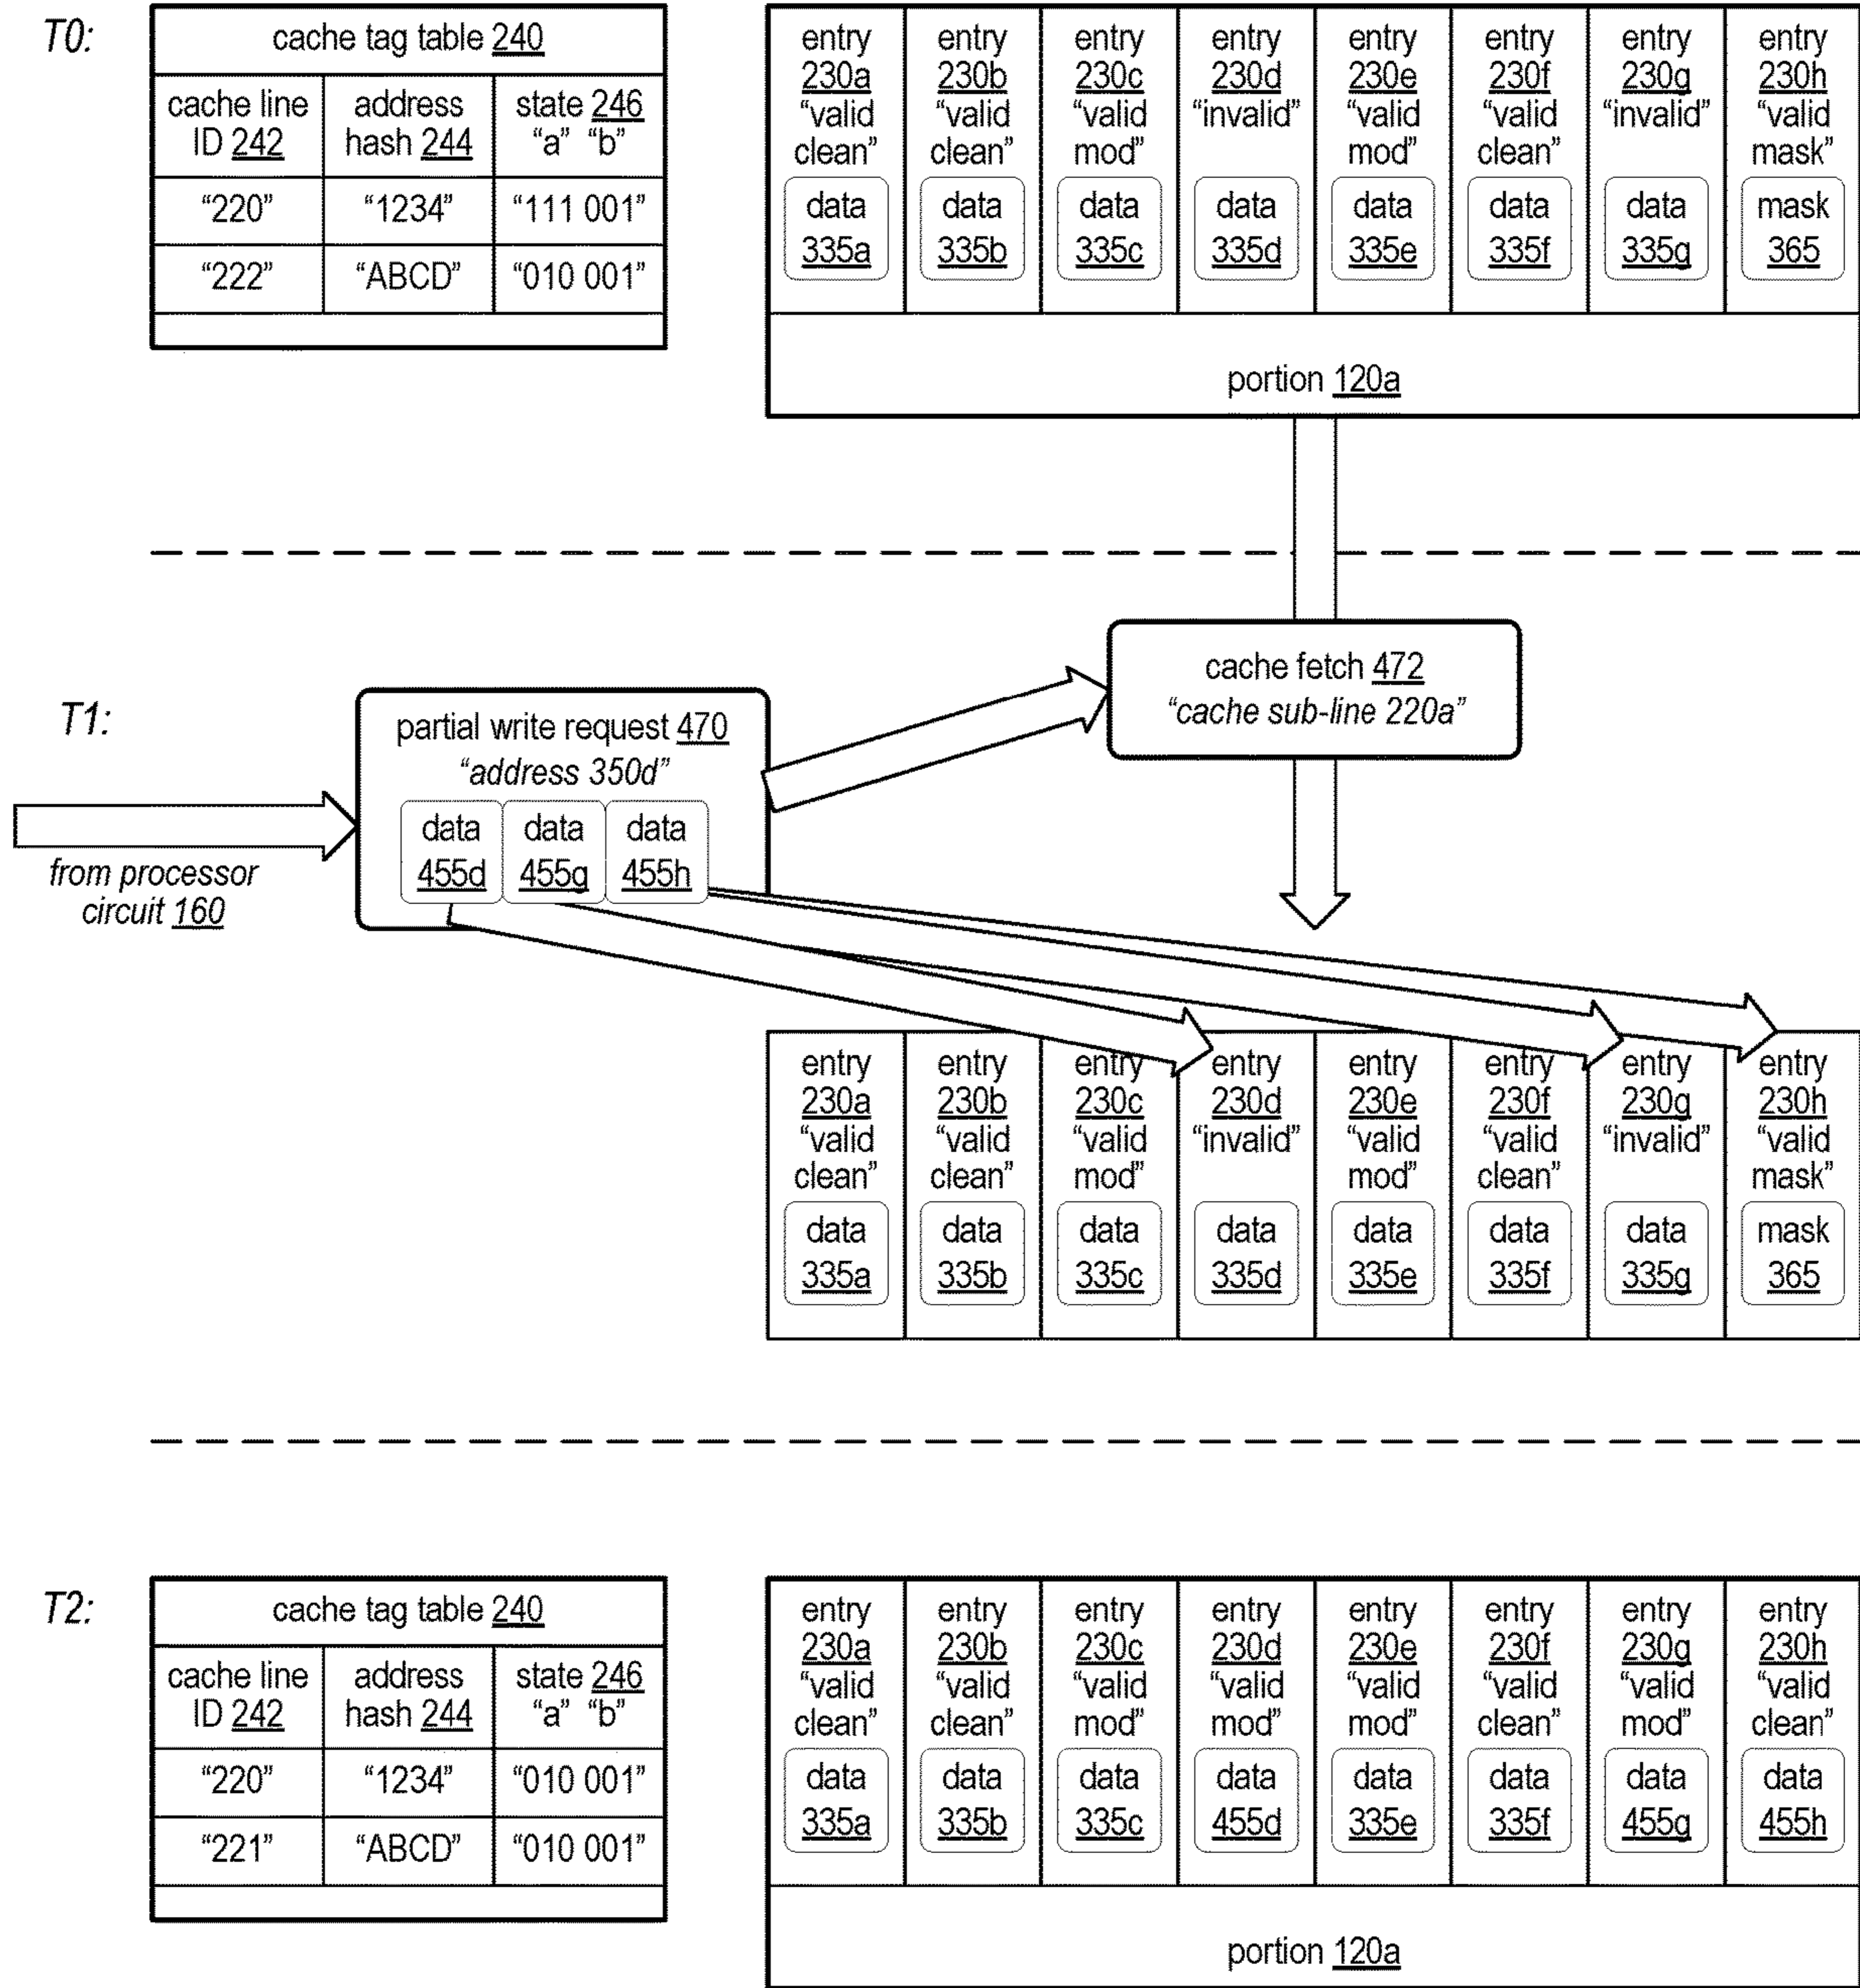 T0:
cache tag table 240
cache line ID 242
address hash 244
state 246 "a" "b"
"220" "1234" "111 001"
"222" "ABCD" "010 001"
entry 230a "valid clean" data 335a
entry 230b "valid clean" data 335b
entry 230c "valid mod" data 335c
entry 230d "invalid" data 335d
entry 230e "valid mod" data 335e
entry 230f "valid clean" data 335f
entry 230g "invalid" data 335g
entry 230h "valid mask" mask 365
portion 120a
T1:
from processor
circuit 160
partial write request 470
"address 350d"
data 455d
data 455g
data 455h
cache fetch 472
"cache sub-line 220a"
entry 230a "valid clean" data 335a
entry 230b "valid clean" data 335b
entry 230c "valid mod" data 335c
entry 230d "invalid" data 335d
entry 230e "valid mod" data 335e
entry 230f "valid clean" data 335f
entry 230g "invalid" data 335g
entry 230h "valid mask" mask 365
T2:
cache tag table 240
cache line ID 242
address hash 244
state 246 "a" "b"
"220" "1234" "010 001"
"221" "ABCD" "010 001"
entry 230a "valid clean" data 335a
entry 230b "valid clean" data 335b
entry 230c "valid mod" data 335c
entry 230d "valid mod" data 455d
entry 230e "valid mod" data 335e
entry 230f "valid clean" data 335f
entry 230g "valid mod" data 455g
entry 230h "valid clean" data 455h
portion 120a